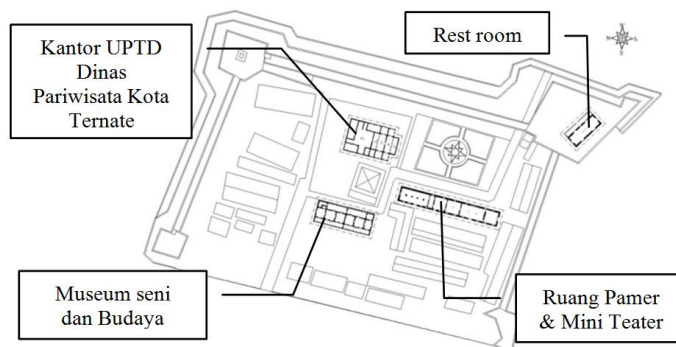 Kantor UPTD
Dinas
Pariwisata Kota
Ternate
Rest room
Museum seni
dan Budaya
Ruang Pamer
& Mini Teater